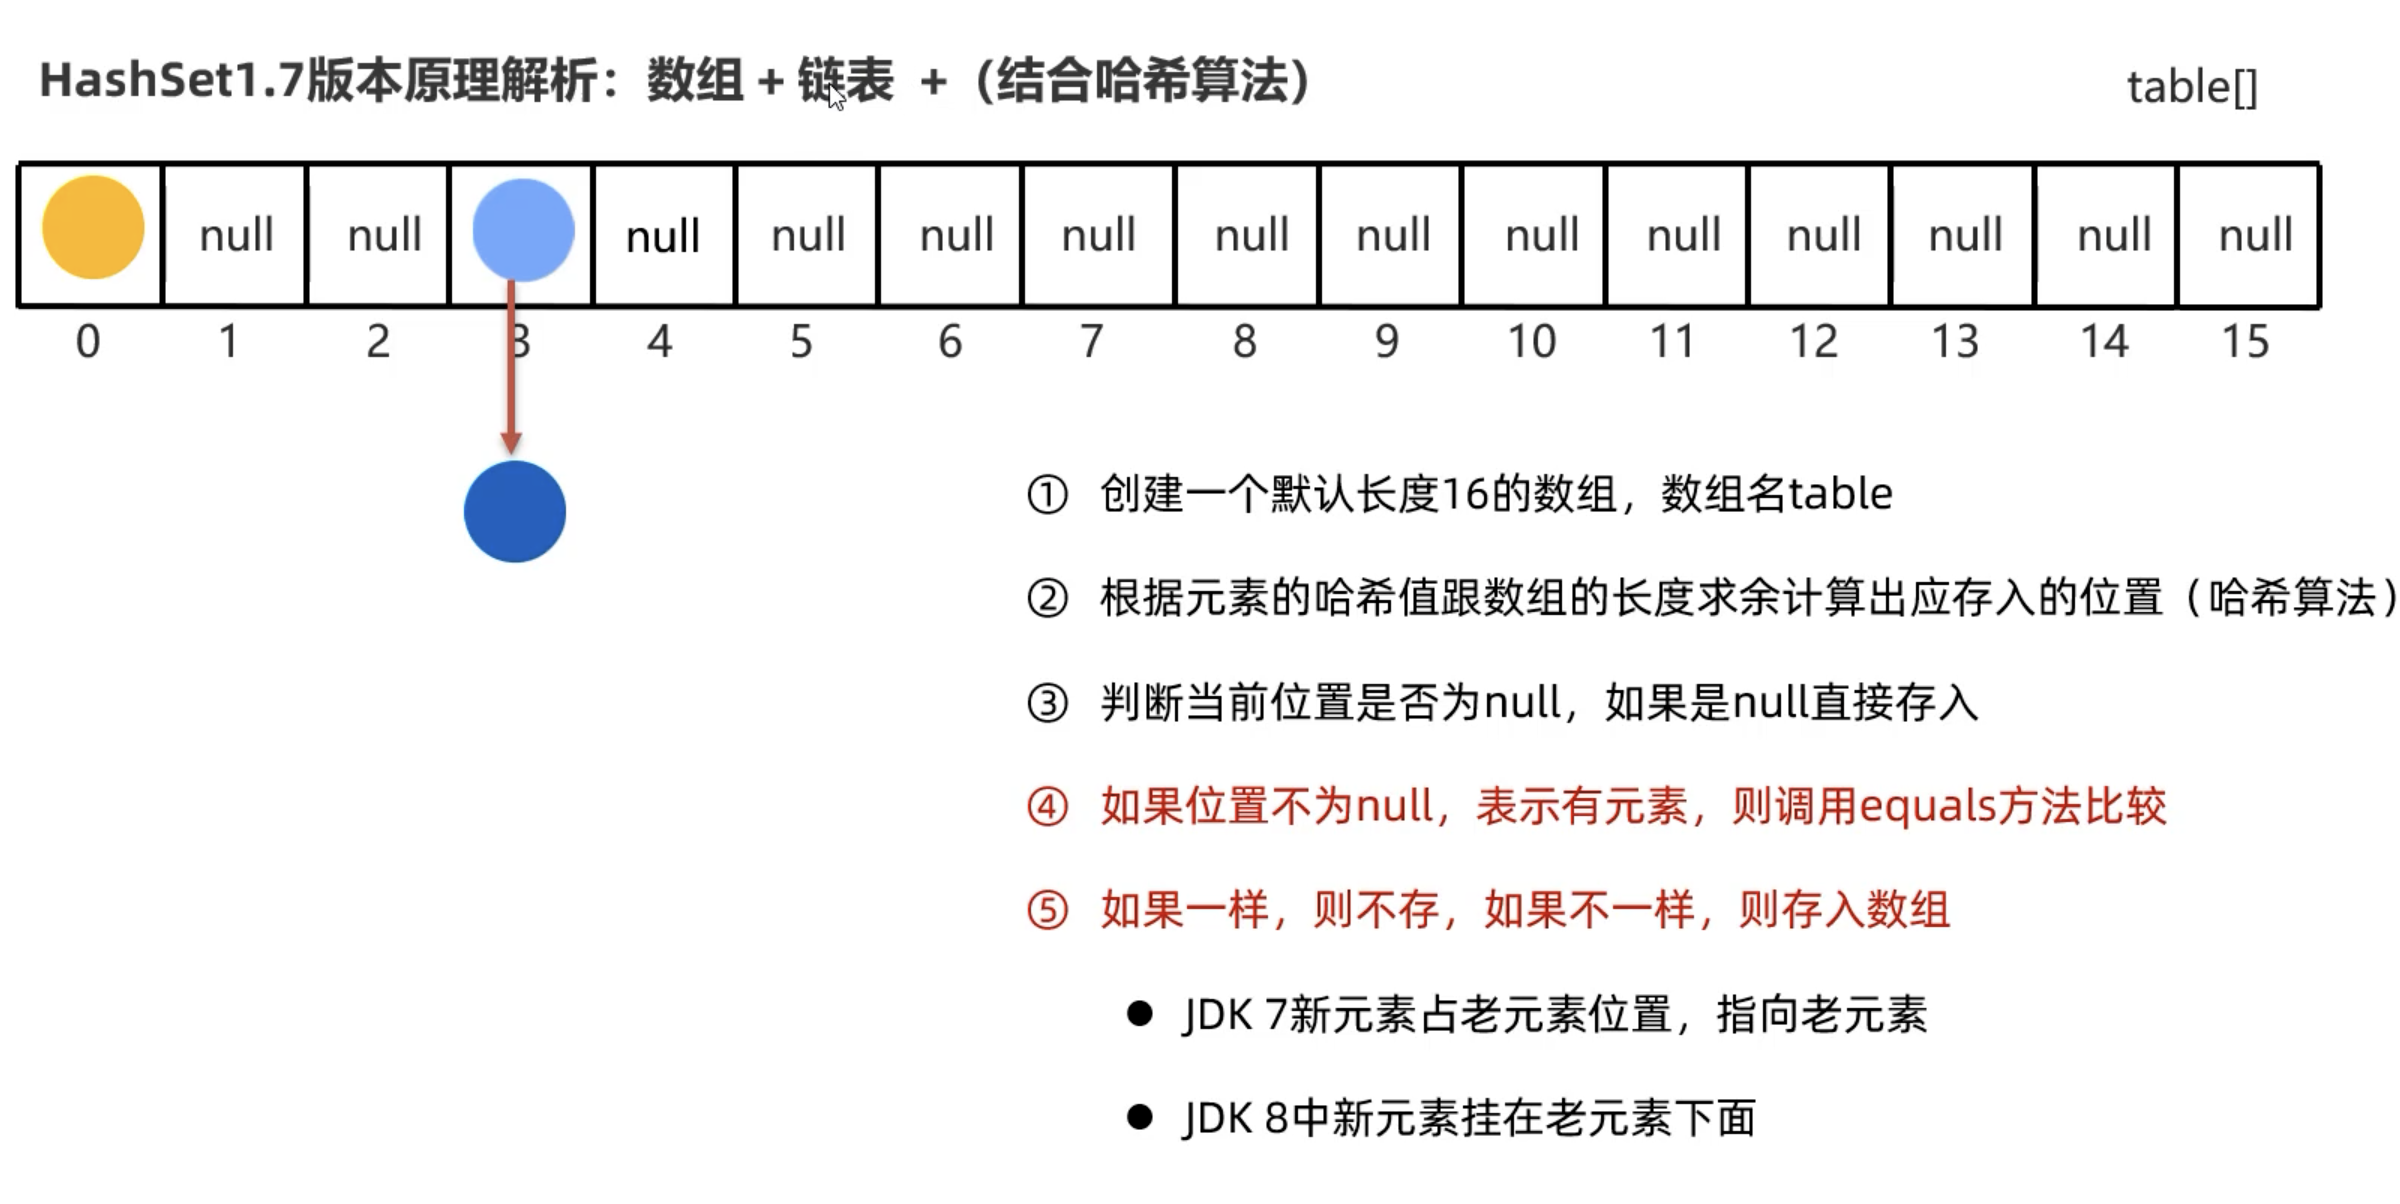 HashSet1.7版本原理解析：数组 + 链表 +（结合哈希算法）
table[]
null null null null null null null null null null null null null null
0 1 2 3 4 5 6 7 8 9 10 11 12 13 14 15
① 创建一个默认长度16的数组，数组名table
② 根据元素的哈希值跟数组的长度求余计算出应存入的位置（哈希算法）
③ 判断当前位置是否为null，如果是null直接存入
④ 如果位置不为null，表示有元素，则调用equals方法比较
⑤ 如果一样，则不存，如果不一样，则存入数组
● JDK 7新元素占老元素位置，指向老元素
● JDK 8中新元素挂在老元素下面